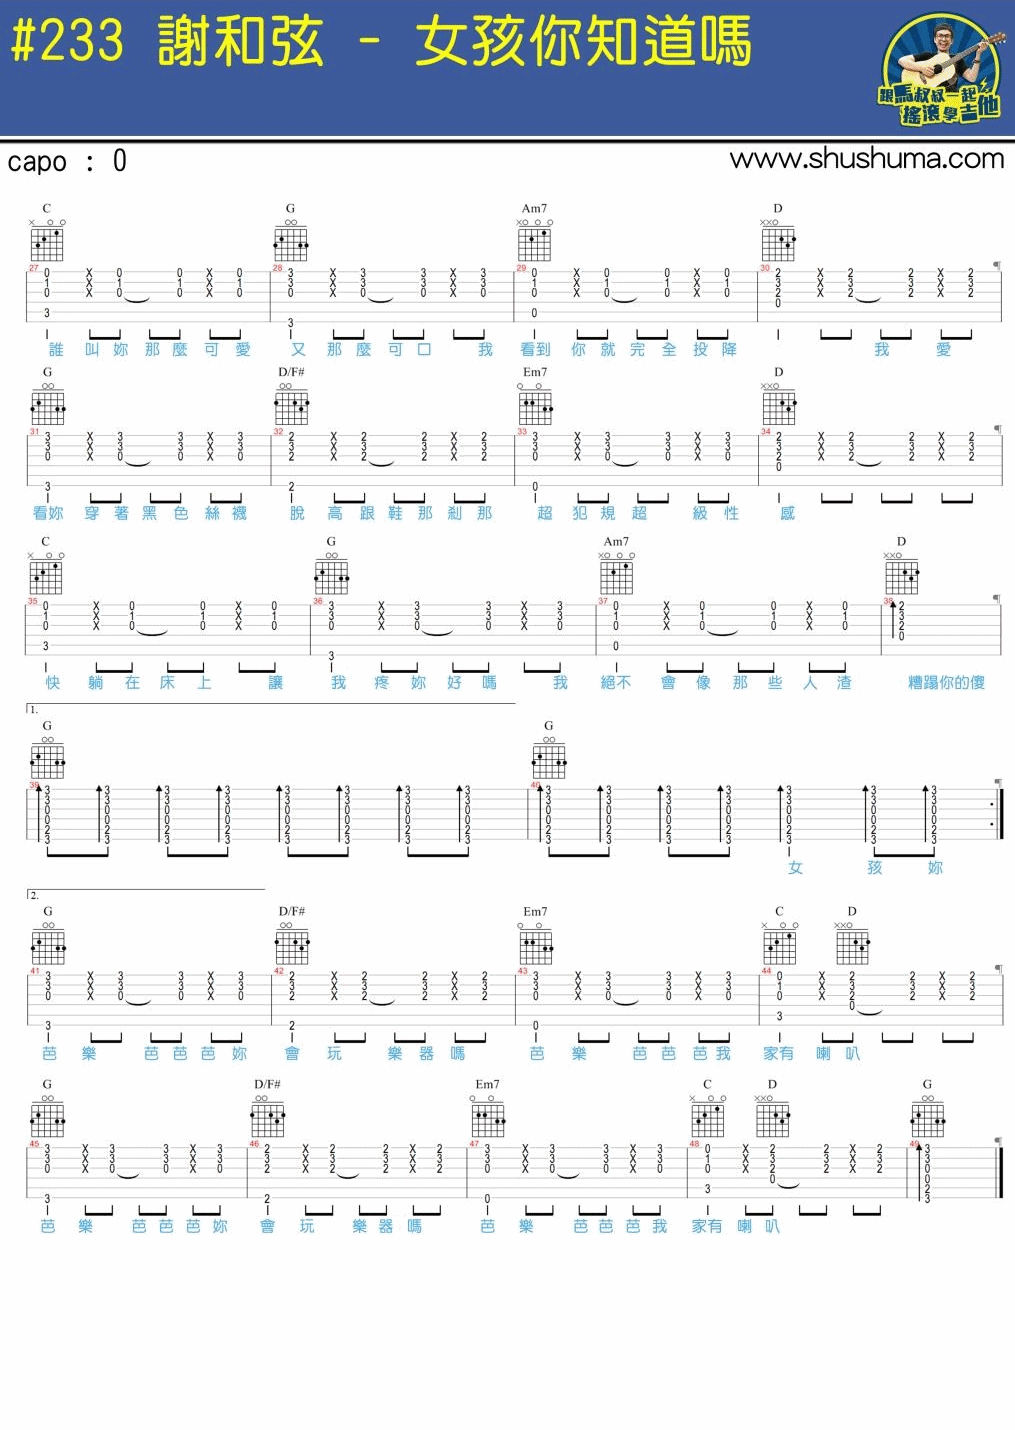 #233 謝和弦 - 女孩你知道嗎
跟馬叔叔一起
搖滾學吉他
capo : 0
www.shushuma.com
C G Am7 D
27 28 29 30
誰 叫 妳 那 麼 可 愛 又 那 麼 可 口 我 看到 你 就 完 全 投 降 我 愛
G D/F# Em7 D
31 32 33 34
看妳 穿 著 黑 色 絲 襪 脫 高 跟 鞋 那 剎 那 超 犯 規 超 級 性 感
C G Am7 D
35 36 37 38
快 躺 在 床 上 讓 我 疼 妳 好 嗎 我 絕不 會 像 那 些 人 渣 糟蹋你的傻
1.
G G
39 40
女 孩 妳
2.
G D/F# Em7 C D
41 42 43 44
芭 樂 芭 芭 芭 妳 會 玩 樂 器 嗎 芭 樂 芭 芭 芭 我 家有 喇 叭
G D/F# Em7 C D G
45 46 47 48 49
芭 樂 芭 芭 芭 妳 會 玩 樂 器 嗎 芭 樂 芭 芭 芭 我 家有 喇 叭